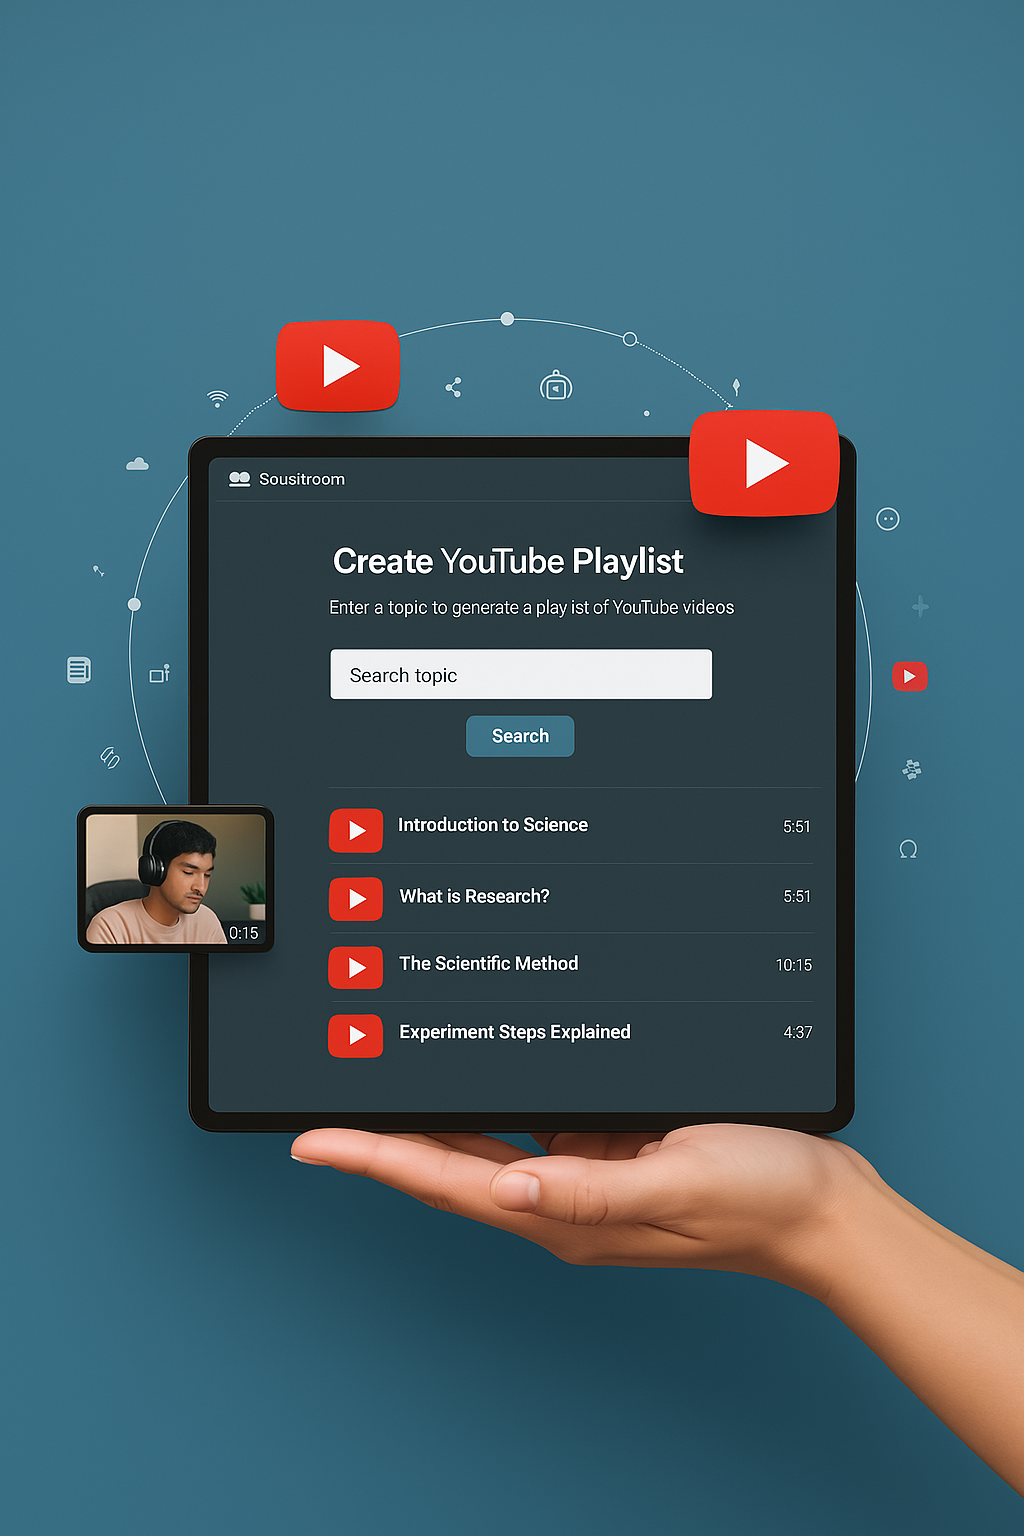 Sousitroom
Create YouTube Playlist
Enter a topic to generate a play ist of YouTube videos
Search topic
Search
Introduction to Science 5:51
What is Research? 5:51
0:15
The Scientific Method 10:15
Experiment Steps Explained 4:37